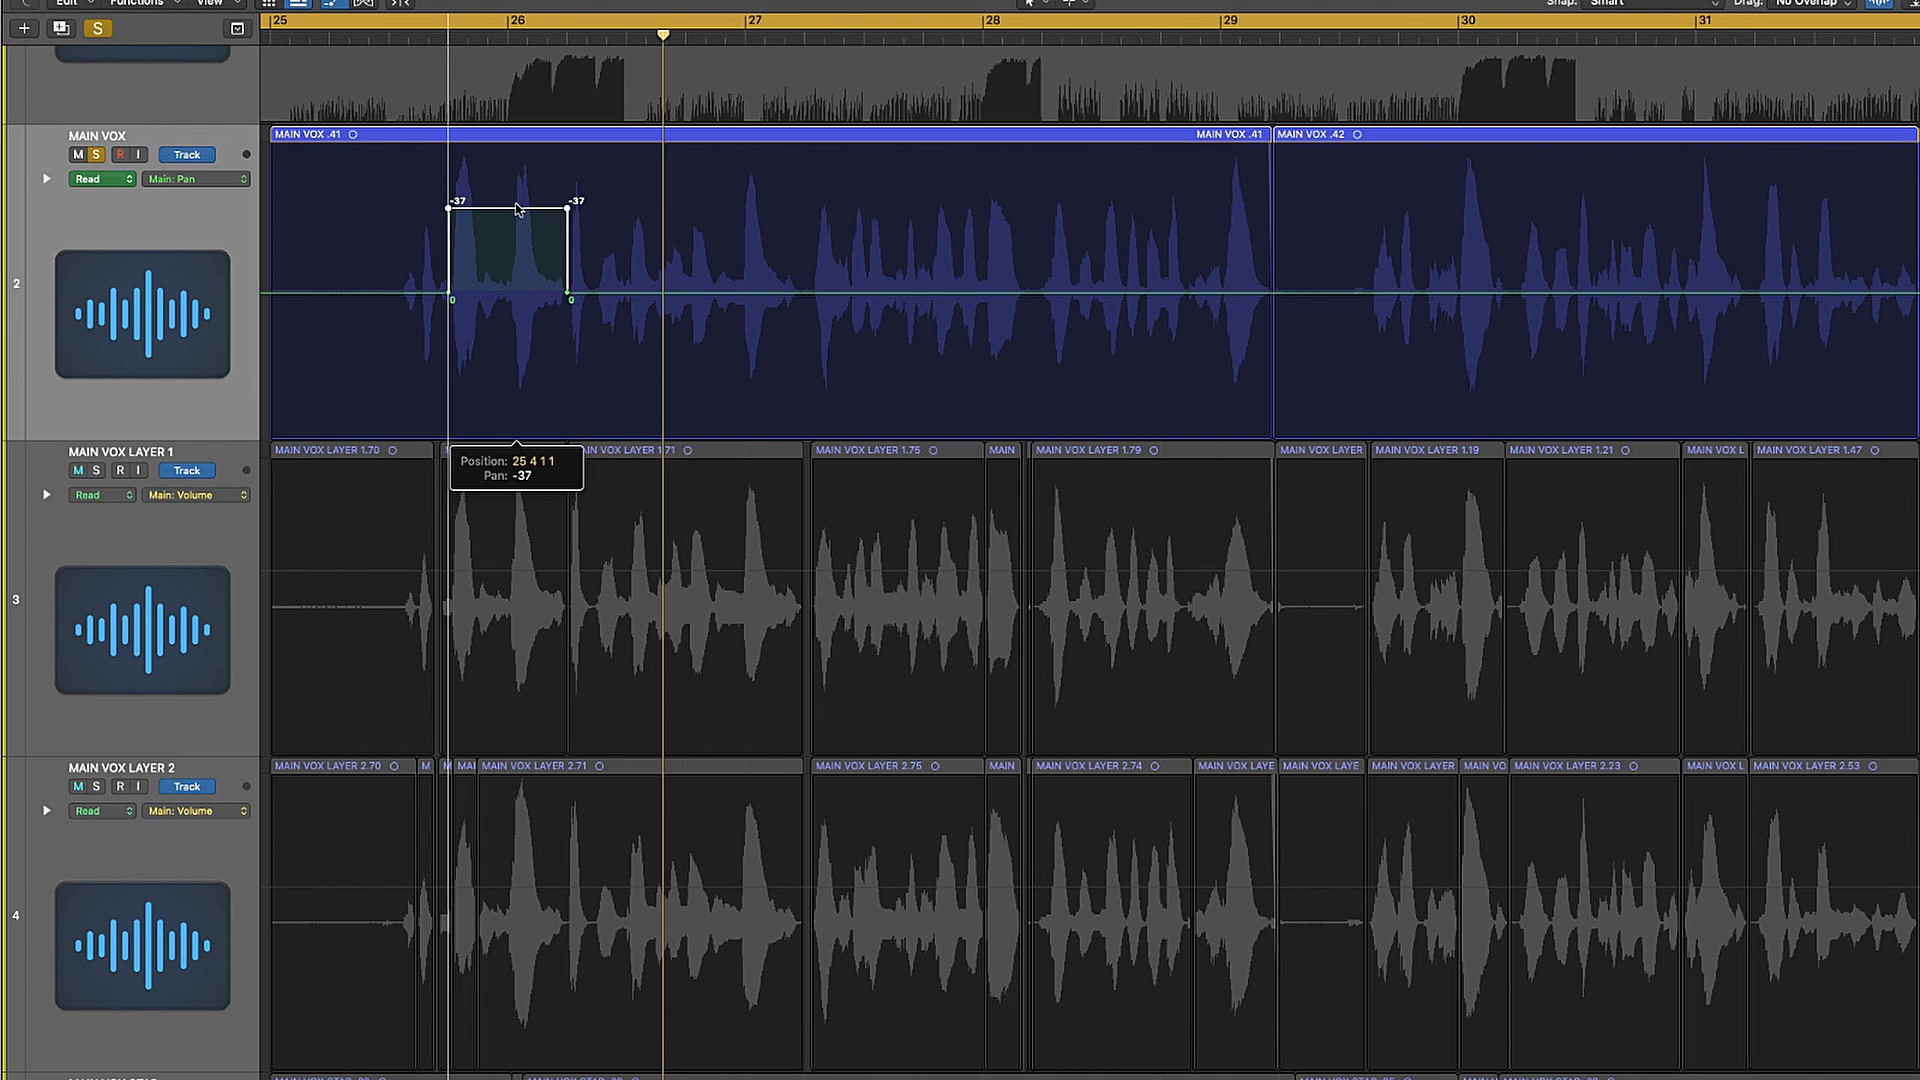 Edit Functions View Snap: Smart Drag: No Overlap
25 26 27 28 29 30 31
S
MAIN VOX
M S R I Track
Read Main: Pan
2
MAIN VOX .41 MAIN VOX .41 MAIN VOX .42
-37 -37
0 0
MAIN VOX LAYER 1
M S R I Track
Read Main: Volume
3
MAIN VOX LAYER 1.70 MAIN VOX LAYER 1.75 MAIN MAIN VOX LAYER 1.79 MAIN VOX LAYER MAIN VOX LAYER 1.19 MAIN VOX LAYER 1.21 MAIN VOX L MAIN VOX LAYER 1.47
AIN VOX LAYER 1.71
Position: 25 4 1 1
Pan: -37
MAIN VOX LAYER 2
M S R I Track
Read Main: Volume
4
MAIN VOX LAYER 2.70 M M MAI MAIN VOX LAYER 2.71 MAIN VOX LAYER 2.75 MAIN MAIN VOX LAYER 2.74 MAIN VOX LAYE MAIN VOX LAYE MAIN VOX LAYER MAIN VO MAIN VOX LAYER 2.23 MAIN VOX L MAIN VOX LAYER 2.53